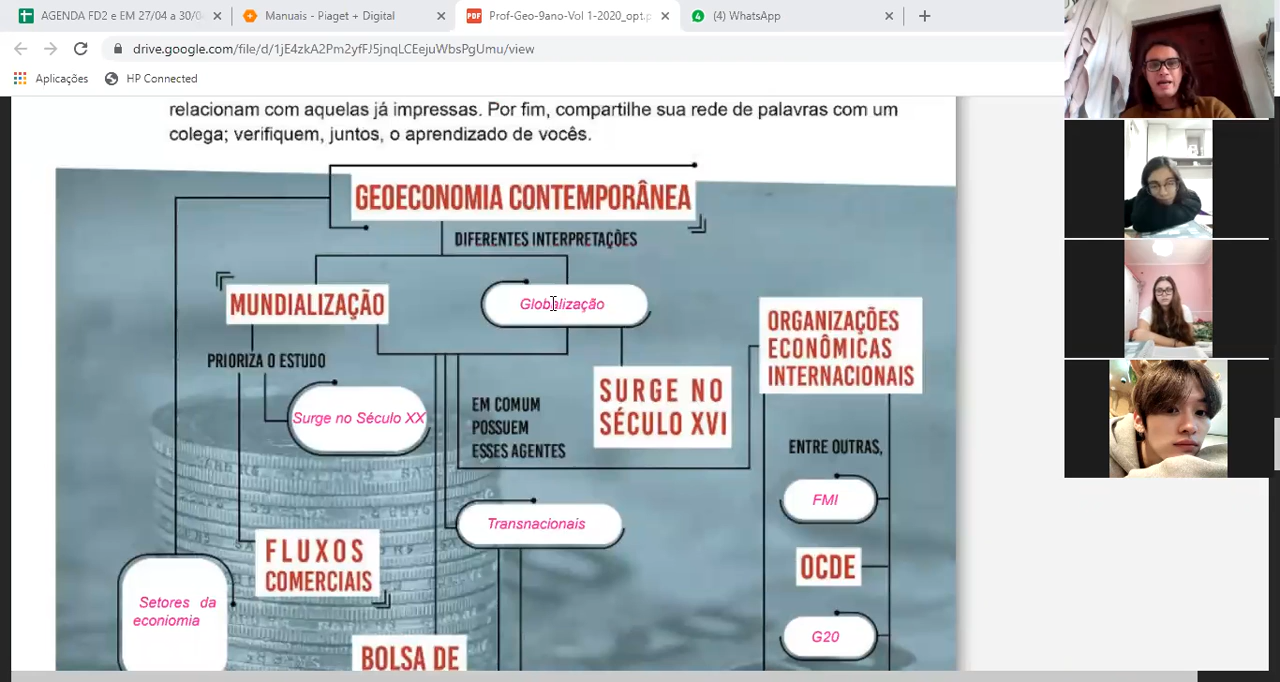 AGENDA FD2 e EM 27/04 a 30/04
Manuais - Piaget + Digital
PDF
Prof-Geo-9ano-Vol 1-2020_opt.p
4
(4) WhatsApp
drive.google.com/file/d/1jE4zkA2Pm2yfFJ5jnqLCEejuWbsPgUmu/view
Aplicações
HP Connected
relacionam com aquelas já impressas. Por fim, compartilhe sua rede de palavras com um
colega; verifiquem, juntos, o aprendizado de vocês.
GEOECONOMIA CONTEMPORÂNEA
DIFERENTES INTERPRETAÇÕES
MUNDIALIZAÇÃO
Globalização
ORGANIZAÇÕES
ECONÔMICAS
INTERNACIONAIS
PRIORIZA O ESTUDO
SURGE NO
SÉCULO XVI
Surge no Século XX
EM COMUM
POSSUEM
ESSES AGENTES
ENTRE OUTRAS,
FMI
Transnacionais
FLUXOS
COMERCIAIS
OCDE
Setores da
econiomia
G20
BOLSA DE